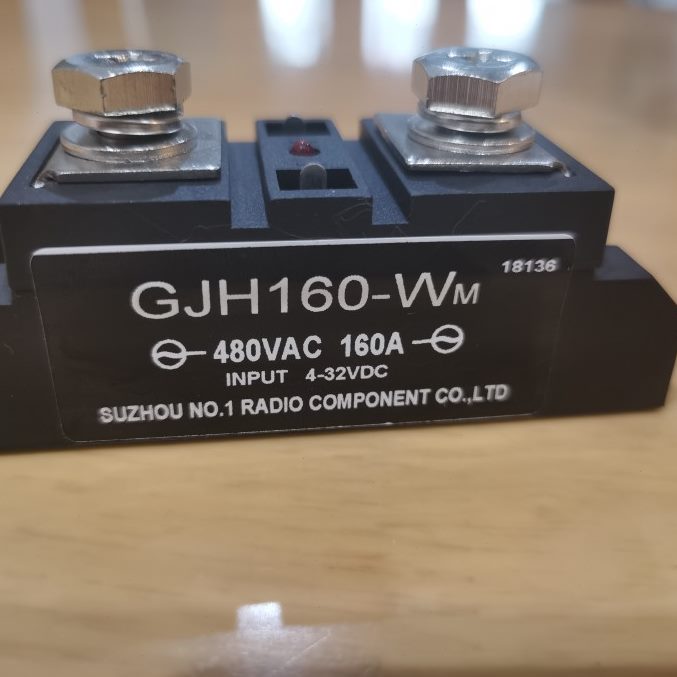 18136
GJH160-WM
480VAC 160A
INPUT 4-32VDC
SUZHOU NO.1 RADIO COMPONENT CO.,LTD